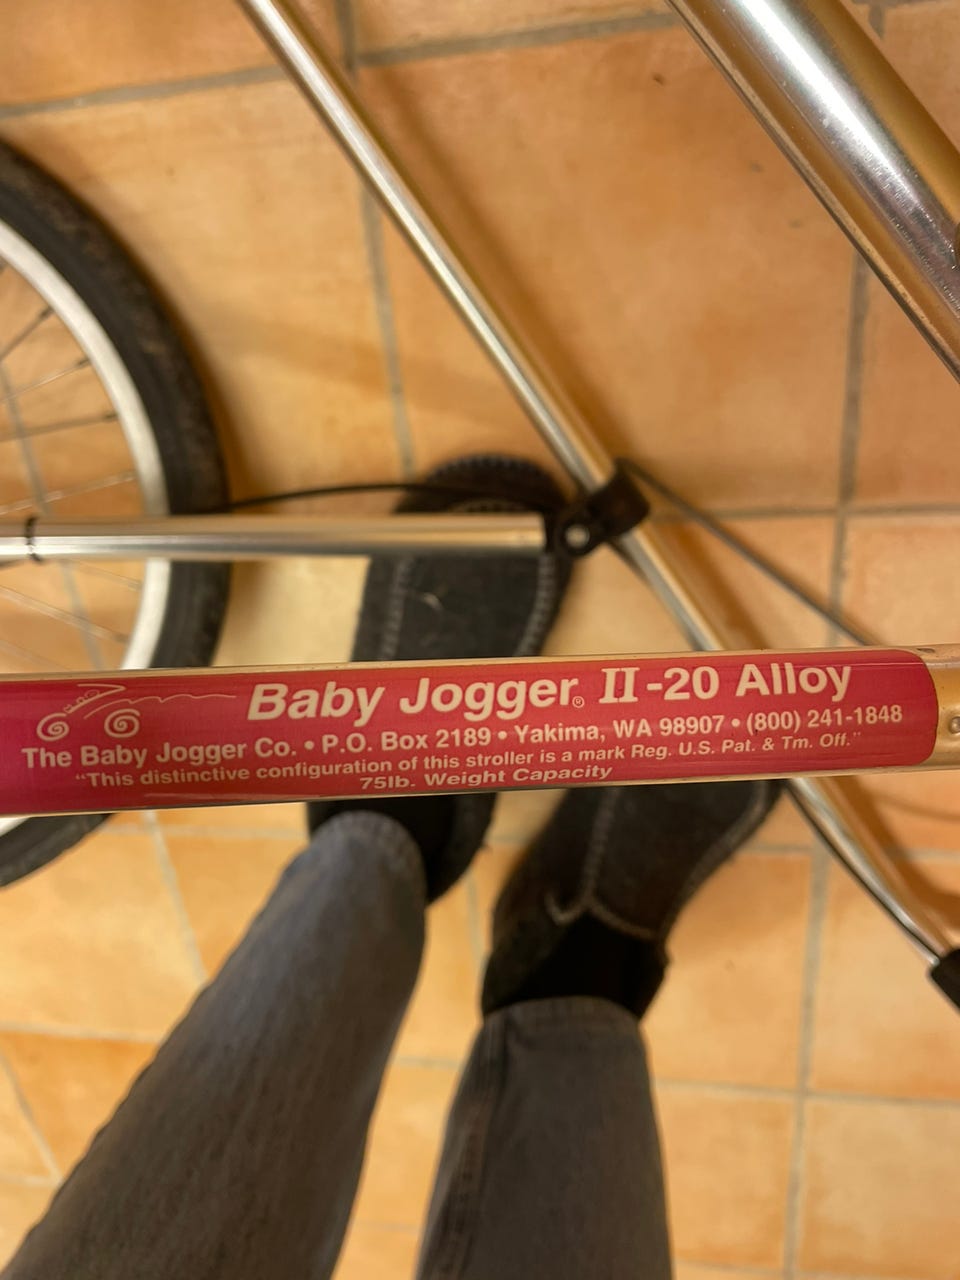 Baby Jogger® II-20 Alloy
The Baby Jogger Co. • P.O. Box 2189 • Yakima, WA 98907 • (800) 241-1848
"This distinctive configuration of this stroller is a mark Reg. U.S. Pat. & Tm. Off."
75lb. Weight Capacity